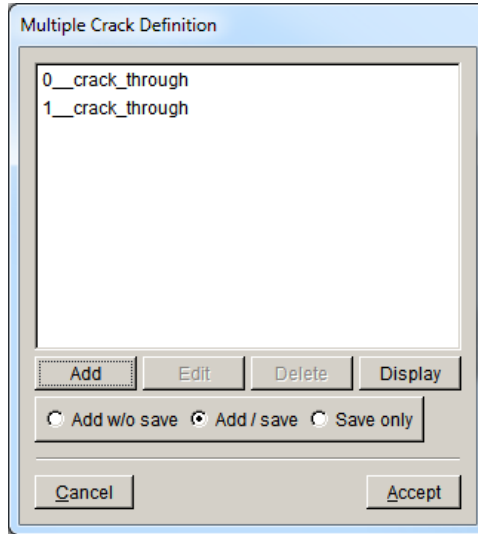 Multiple Crack Definition
0__crack_through
1__crack_through
Add Edit Delete Display
Add w/o save Add / save Save only
Cancel Accept